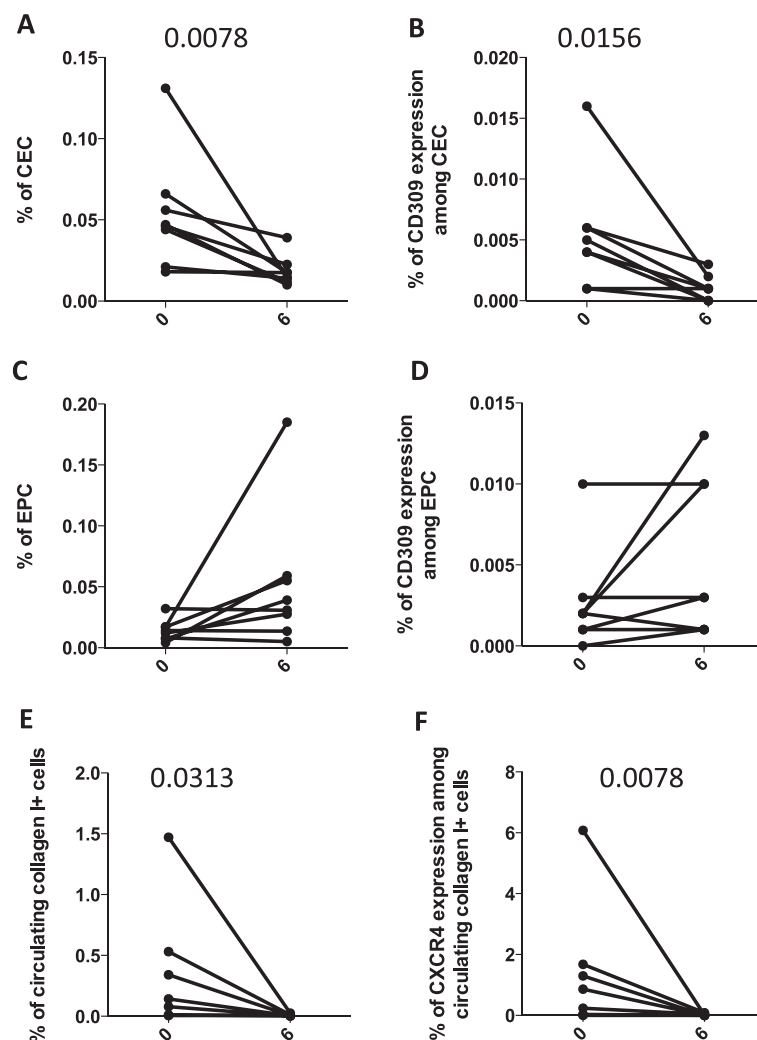 A
0.0078
% of CEC
0.15
0.10
0.05
0.00
0
6
B
0.0156
% of CD309 expression
among CEC
0.020
0.015
0.010
0.005
0.000
0
6
C
% of EPC
0.20
0.15
0.10
0.05
0.00
0
6
D
% of CD309 expression
among EPC
0.015
0.010
0.005
0.000
0
6
E
0.0313
% of circulating collagen I+ cells
2.0
1.5
1.0
0.5
0.0
0
6
F
0.0078
% of CXCR4 expression among
circulating collagen I+ cells
8
6
4
2
0
0
6